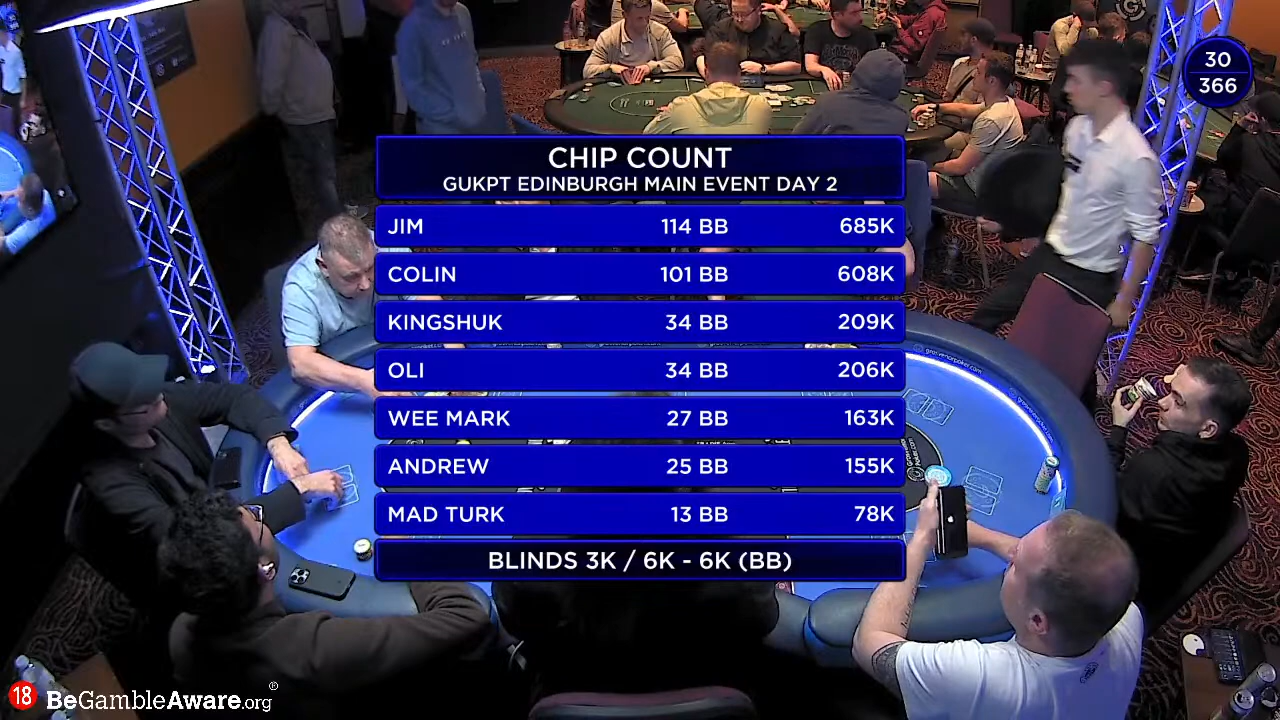 30
366
CHIP COUNT
GUKPT EDINBURGH MAIN EVENT DAY 2
JIM 114 BB 685K
COLIN 101 BB 608K
KINGSHUK 34 BB 209K
OLI 34 BB 206K
WEE MARK 27 BB 163K
ANDREW 25 BB 155K
MAD TURK 13 BB 78K
BLINDS 3K / 6K - 6K (BB)
grosvenorpoker.com
18 BeGambleAware.org®